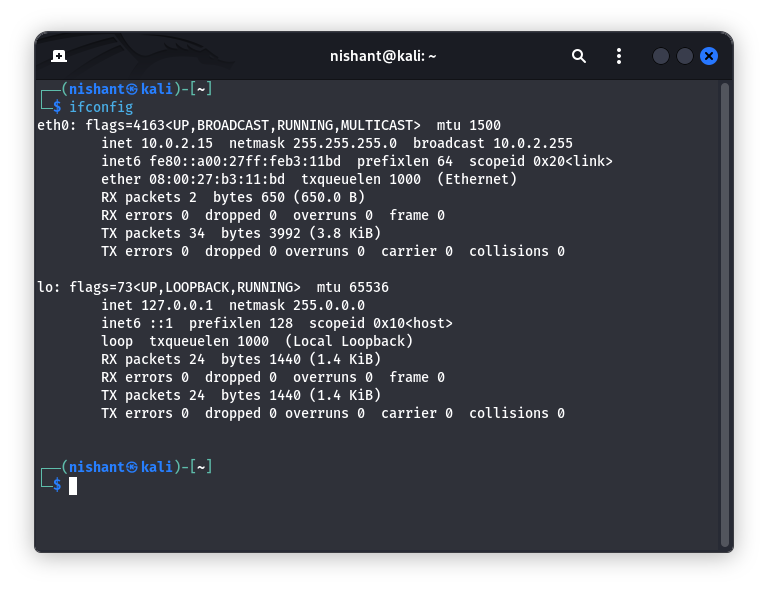 nishant@kali: ~
┌──(nishant㉿kali)-[~]
└─$ ifconfig
eth0: flags=4163<UP,BROADCAST,RUNNING,MULTICAST>  mtu 1500
        inet 10.0.2.15  netmask 255.255.255.0  broadcast 10.0.2.255
        inet6 fe80::a00:27ff:feb3:11bd  prefixlen 64  scopeid 0x20<link>
        ether 08:00:27:b3:11:bd  txqueuelen 1000  (Ethernet)
        RX packets 2  bytes 650 (650.0 B)
        RX errors 0  dropped 0  overruns 0  frame 0
        TX packets 34  bytes 3992 (3.8 KiB)
        TX errors 0  dropped 0 overruns 0  carrier 0  collisions 0
lo: flags=73<UP,LOOPBACK,RUNNING>  mtu 65536
        inet 127.0.0.1  netmask 255.0.0.0
        inet6 ::1  prefixlen 128  scopeid 0x10<host>
        loop  txqueuelen 1000  (Local Loopback)
        RX packets 24  bytes 1440 (1.4 KiB)
        RX errors 0  dropped 0  overruns 0  frame 0
        TX packets 24  bytes 1440 (1.4 KiB)
        TX errors 0  dropped 0 overruns 0  carrier 0  collisions 0
┌──(nishant㉿kali)-[~]
└─$